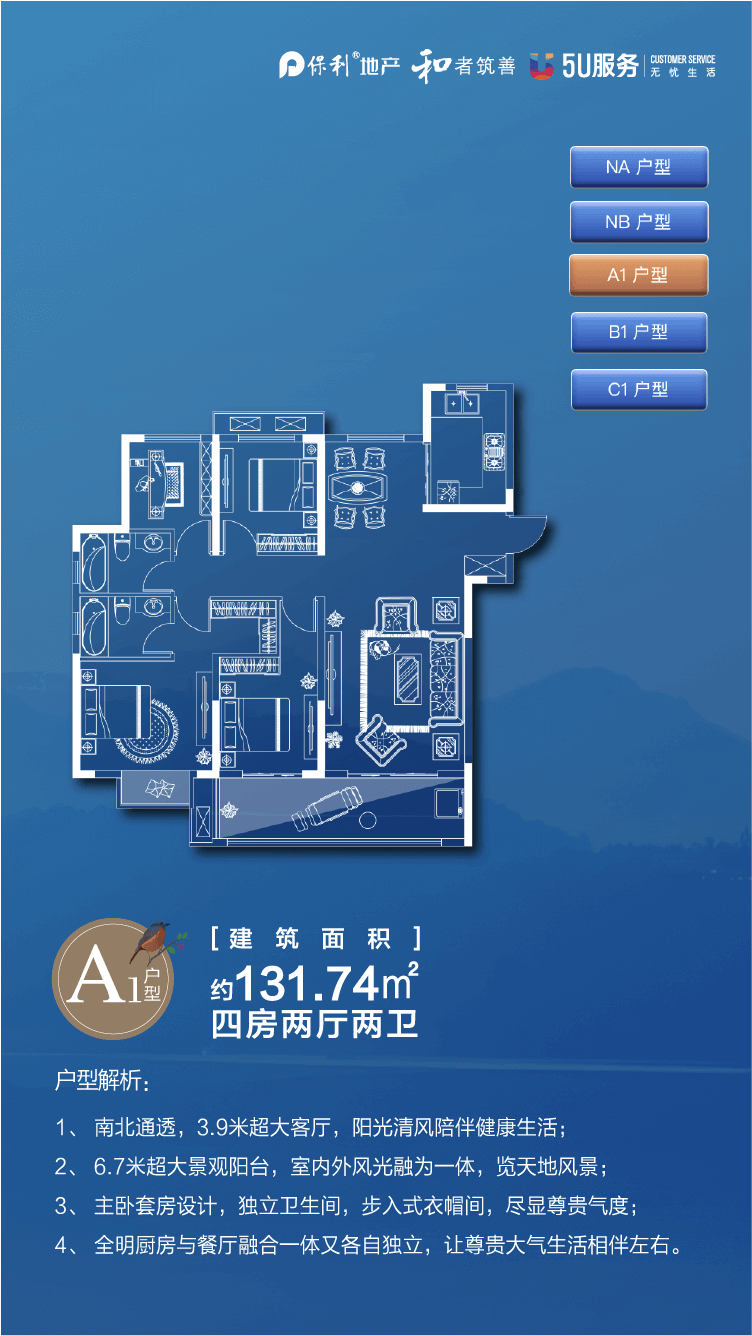 保利®地产 和者筑善 5U服务 CUSTOMER SERVICE 无忧生活
NA 户型
NB 户型
A1 户型
B1 户型
C1 户型
A1户型
[建筑面积]
约131.74㎡
四房两厅两卫
户型解析：
1、 南北通透，3.9米超大客厅，阳光清风陪伴健康生活；
2、 6.7米超大景观阳台，室内外风光融为一体，览天地风景；
3、 主卧套房设计，独立卫生间，步入式衣帽间，尽显尊贵气度；
4、 全明厨房与餐厅融合一体又各自独立，让尊贵大气生活相伴左右。